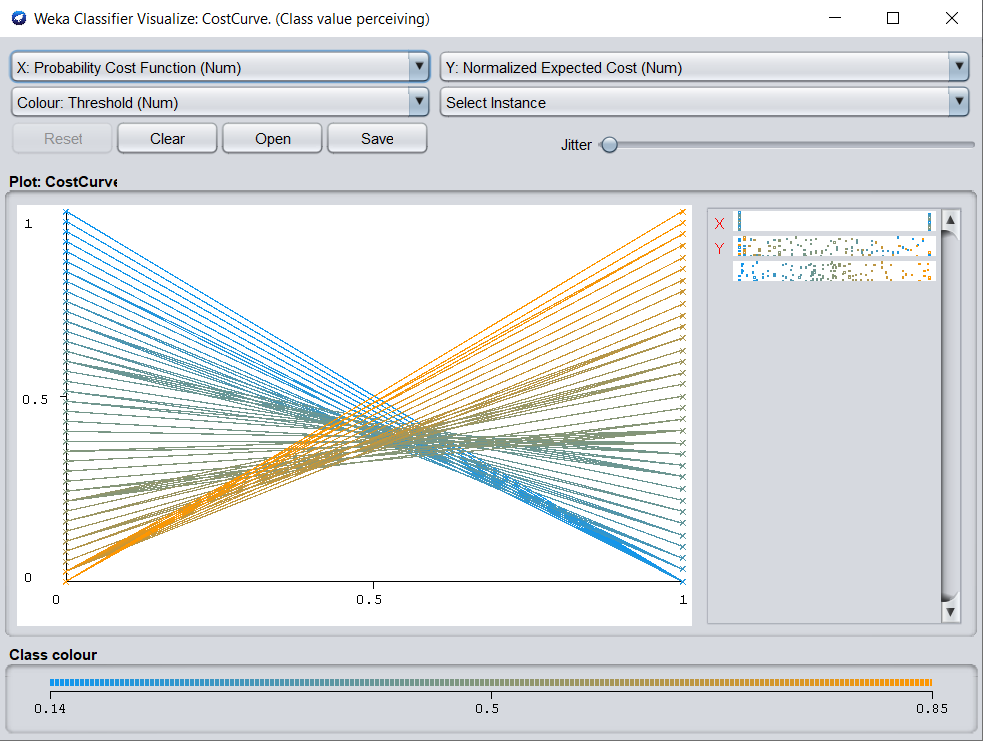 Weka Classifier Visualize: CostCurve. (Class value perceiving)
X: Probability Cost Function (Num)
Y: Normalized Expected Cost (Num)
Colour: Threshold (Num)
Select Instance
Reset
Clear
Open
Save
Jitter
Plot: CostCurve
1
0.5
0
0
0.5
1
X
Y
Class colour
0.14
0.5
0.85